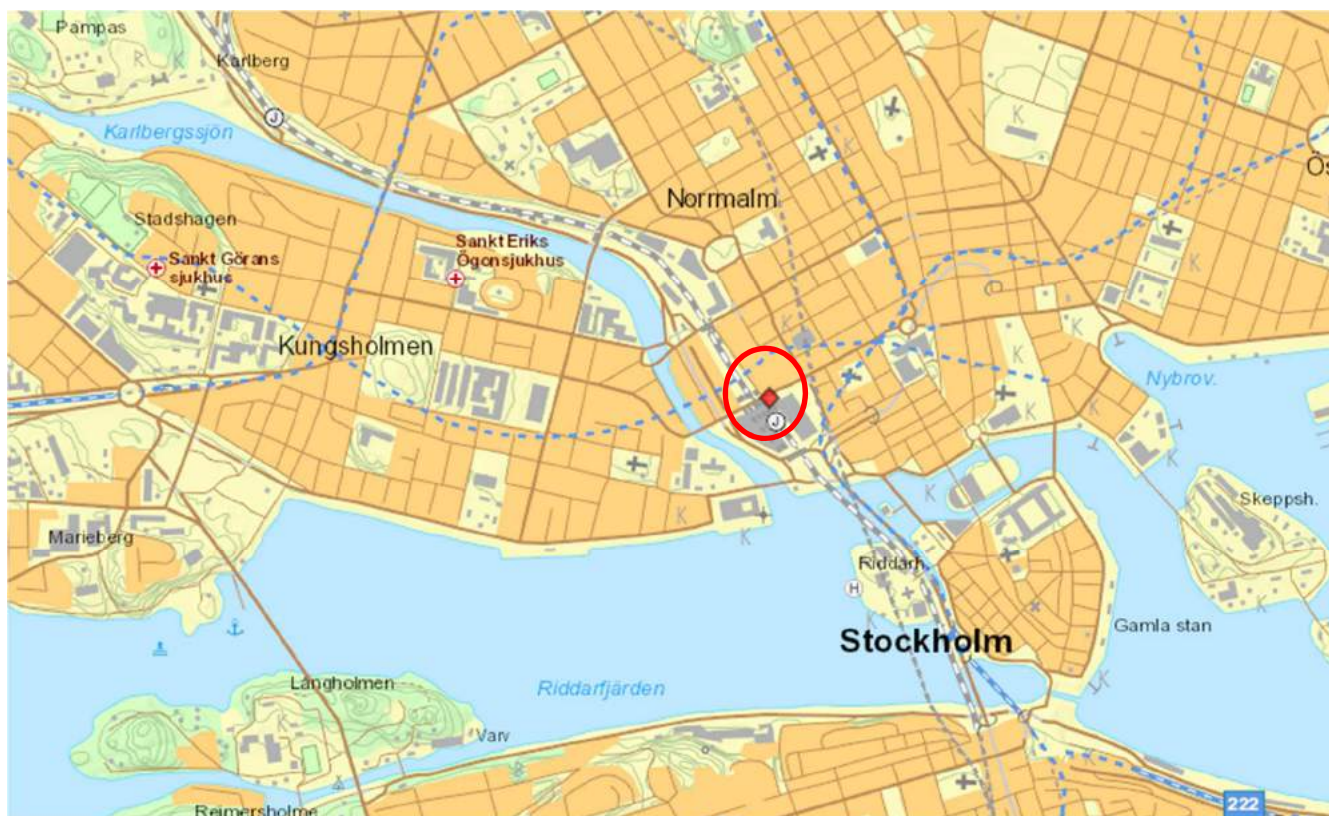 Pampas
Karlberg
Karlbergssjön
Norrmalm
Ös
Stadshagen
Sankt Eriks
Ögonsjukhus
Sankt Görans
sjukhus
Kungsholmen
Nybrov.
J
J
K
K
K
K
K
K
K
K
K
K
Skeppsh.
Marieberg
Riddarh.
H
Gamla stan
Stockholm
Långholmen
Riddarfjärden
Varv
Reimersholme
222